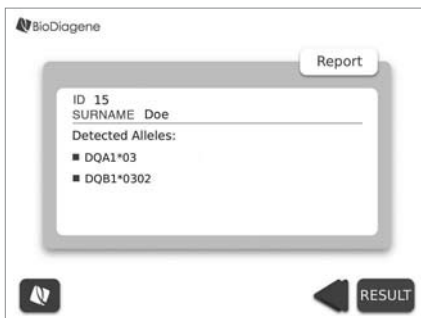 BioDiagene
Report
ID 15
SURNAME Doe
Detected Alleles:
■ DQA1*03
■ DQB1*0302
RESULT